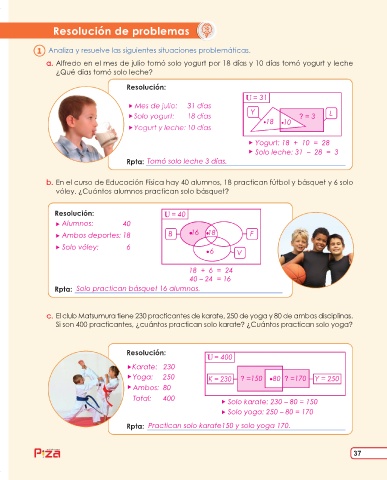 Resolución de problemas
1 Analiza y resuelve las siguientes situaciones problemáticas.
a. Alfredo en el mes de julio tomó solo yogurt por 18 días y 10 días tomó yogurt y leche
¿Qué días tomó solo leche?
Resolución:
Mes de julio: 31 días
Solo yogurt: 18 días
Yogurt y leche: 10 días
U = 31
Y
L
? = 3
•18 •10
Yogurt: 18 + 10 = 28
Solo leche: 31 – 28 = 3
Rpta: Tomó solo leche 3 días.
b. En el curso de Educación Física hay 40 alumnos, 18 practican fútbol y básquet y 6 solo
vóley. ¿Cuántos alumnos practican solo básquet?
Resolución:
Alumnos: 40
Ambos deportes: 18
Solo vóley: 6
U = 40
B •16 •18 F
•6 V
18 + 6 = 24
40 – 24 = 16
Rpta: Solo practican básquet 16 alumnos.
c. El club Matsumura tiene 230 practicantes de karate, 250 de yoga y 80 de ambas disciplinas.
Si son 400 practicantes, ¿cuántos practican solo karate? ¿Cuántos practican solo yoga?
Resolución:
Karate: 230
Yoga: 250
Ambos: 80
Total: 400
U = 400
K = 230 ? =150 •80 ? =170 Y = 250
Solo karate: 230 – 80 = 150
Solo yoga: 250 – 80 = 170
Rpta: Practican solo karate150 y solo yoga 170.
37